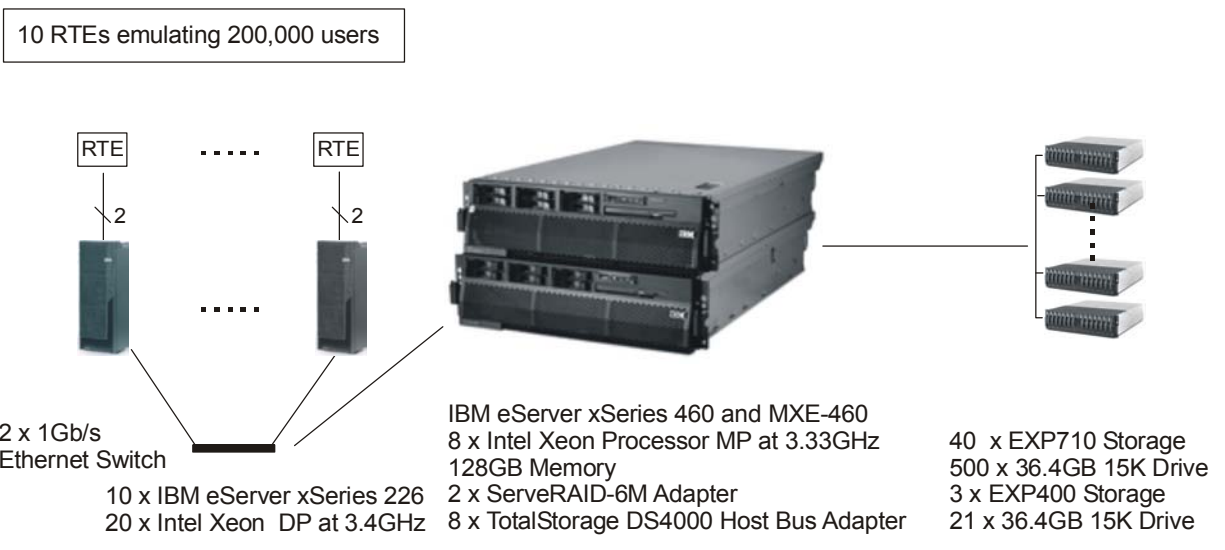 10 RTEs emulating 200,000 users
RTE
RTE
2
2
2 x 1Gb/s
Ethernet Switch
10 x IBM eServer xSeries 226
20 x Intel Xeon DP at 3.4GHz
IBM eServer xSeries 460 and MXE-460
8 x Intel Xeon Processor MP at 3.33GHz
128GB Memory
2 x ServeRAID-6M Adapter
8 x TotalStorage DS4000 Host Bus Adapter
40 x EXP710 Storage
500 x 36.4GB 15K Drive
3 x EXP400 Storage
21 x 36.4GB 15K Drive